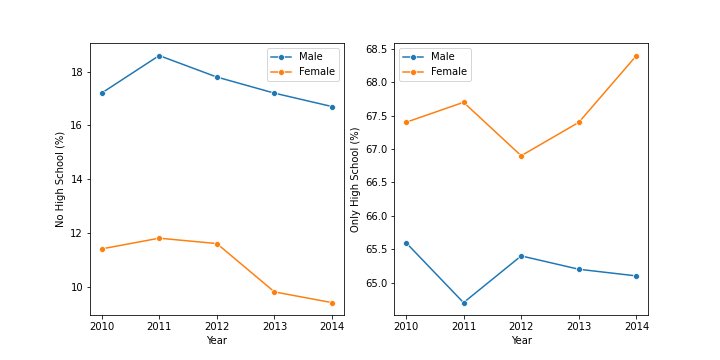 No High School (%)
18
16
14
12
10
Male
Female
2010 2011 2012 2013 2014
Year
Only High School (%)
68.5
68.0
67.5
67.0
66.5
66.0
65.5
65.0
Male
Female
2010 2011 2012 2013 2014
Year